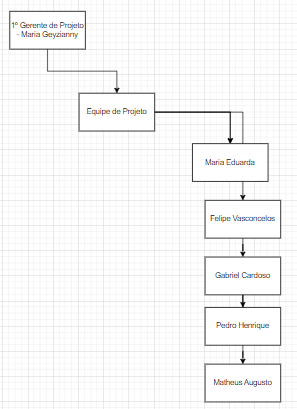 1º Gerente de Projeto
- Maria Geyzianny
Equipe de Projeto
Maria Eduarda
Felipe Vasconcelos
Gabriel Cardoso
Pedro Henrique
Matheus Augusto